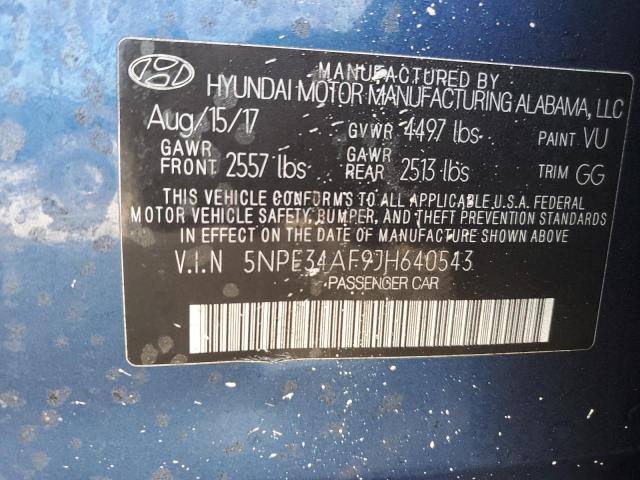 MANUFACTURED BY
HYUNDAI MOTOR MANUFACTURING ALABAMA, LLC
Aug/15/17 GVWR 4497 lbs PAINT VU
GAWR FRONT 2557 lbs GAWR REAR 2513 lbs TRIM GG
THIS VEHICLE CONFORMS TO ALL APPLICABLE U.S.A. FEDERAL
MOTOR VEHICLE SAFETY, BUMPER, AND THEFT PREVENTION STANDARDS
IN EFFECT ON THE DATE OF MANUFACTURE SHOWN ABOVE.
V.I.N 5NPE34AF9JH640543
PASSENGER CAR